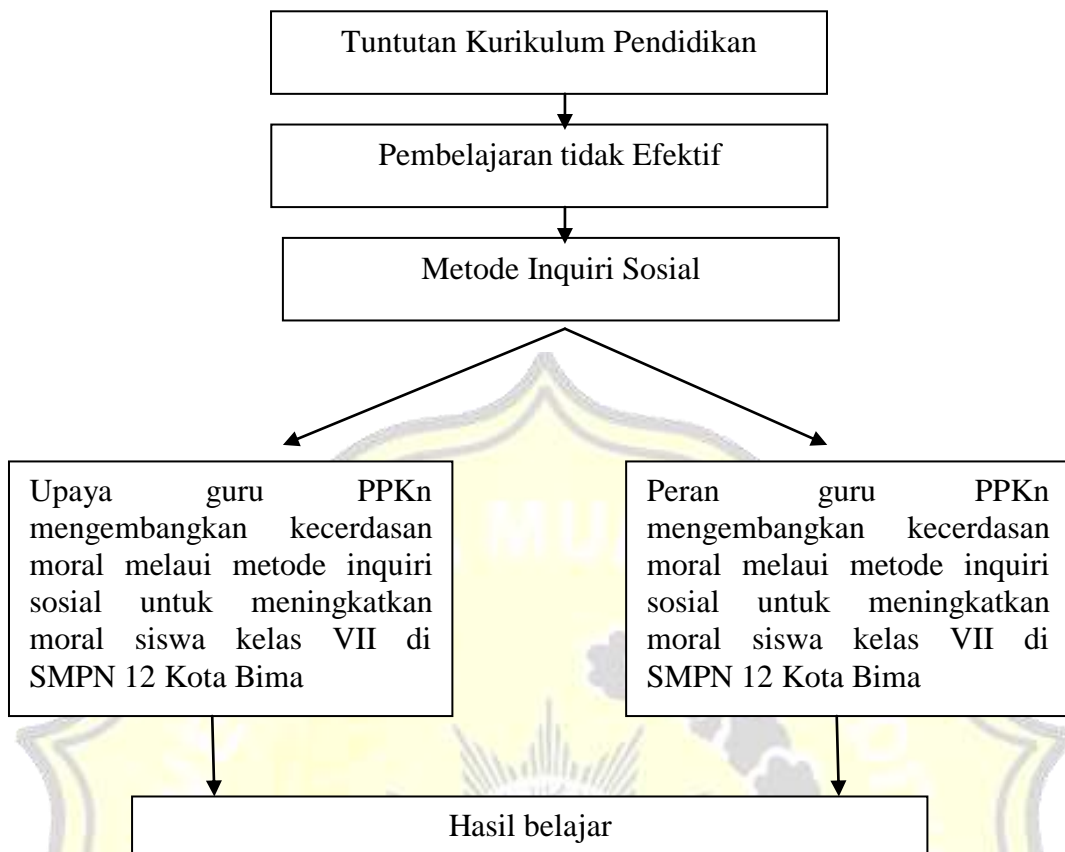 Tuntutan Kurikulum Pendidikan
Pembelajaran tidak Efektif
Metode Inquiri Sosial
Upaya guru PPKn
mengembangkan kecerdasan
moral melaui metode inquiri
sosial untuk meningkatkan
moral siswa kelas VII di
SMPN 12 Kota Bima
Peran guru PPKn
mengembangkan kecerdasan
moral melaui metode inquiri
sosial untuk meningkatkan
moral siswa kelas VII di
SMPN 12 Kota Bima
Hasil belajar